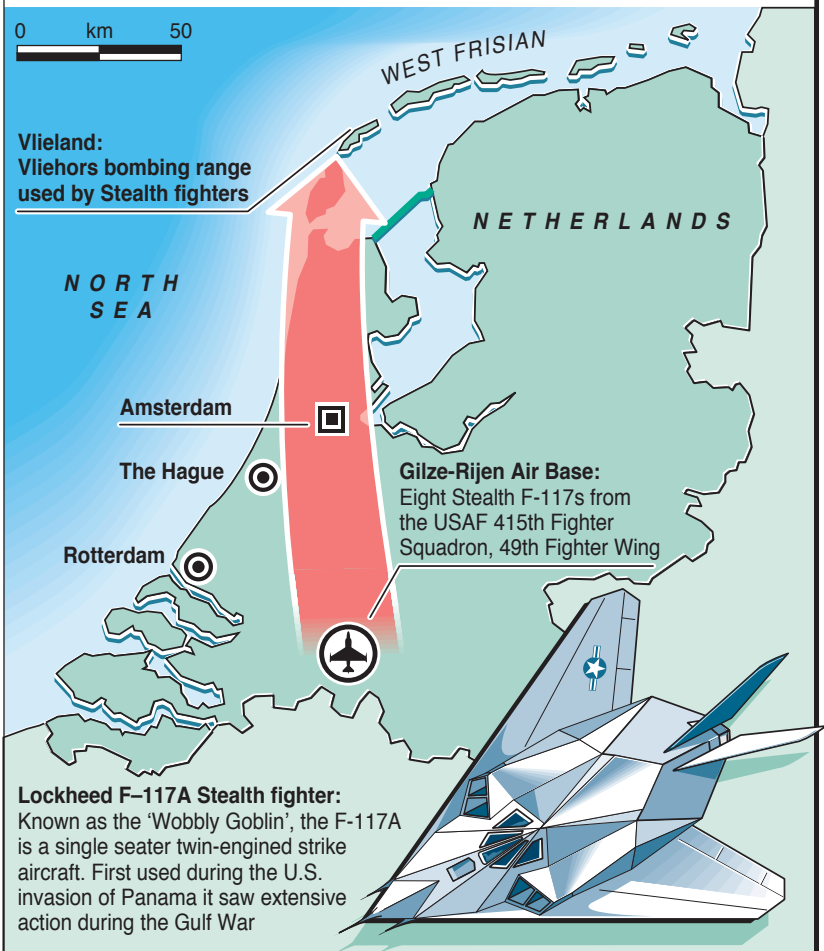 0 km 50
WEST FRISIAN
Vlieland:
Vliehors bombing range
used by Stealth fighters
NETHERLANDS
NORTH
SEA
Amsterdam
The Hague
Rotterdam
Gilze-Rijen Air Base:
Eight Stealth F-117s from
the USAF 415th Fighter
Squadron, 49th Fighter Wing
Lockheed F–117A Stealth fighter:
Known as the ‘Wobbly Goblin’, the F-117A
is a single seater twin-engined strike
aircraft. First used during the U.S.
invasion of Panama it saw extensive
action during the Gulf War